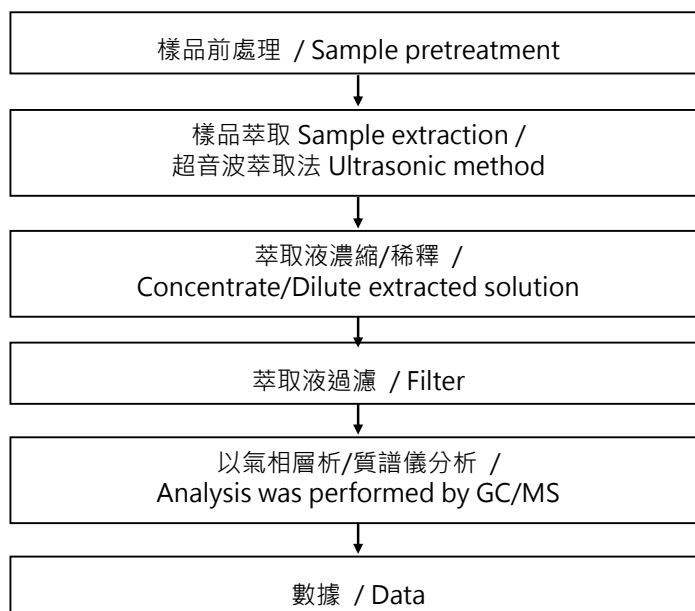 樣品前處理 / Sample pretreatment
樣品萃取 Sample extraction /
超音波萃取法 Ultrasonic method
萃取液濃縮/稀釋 /
Concentrate/Dilute extracted solution
萃取液過濾 / Filter
以氣相層析/質譜儀分析 /
Analysis was performed by GC/MS
數據 / Data